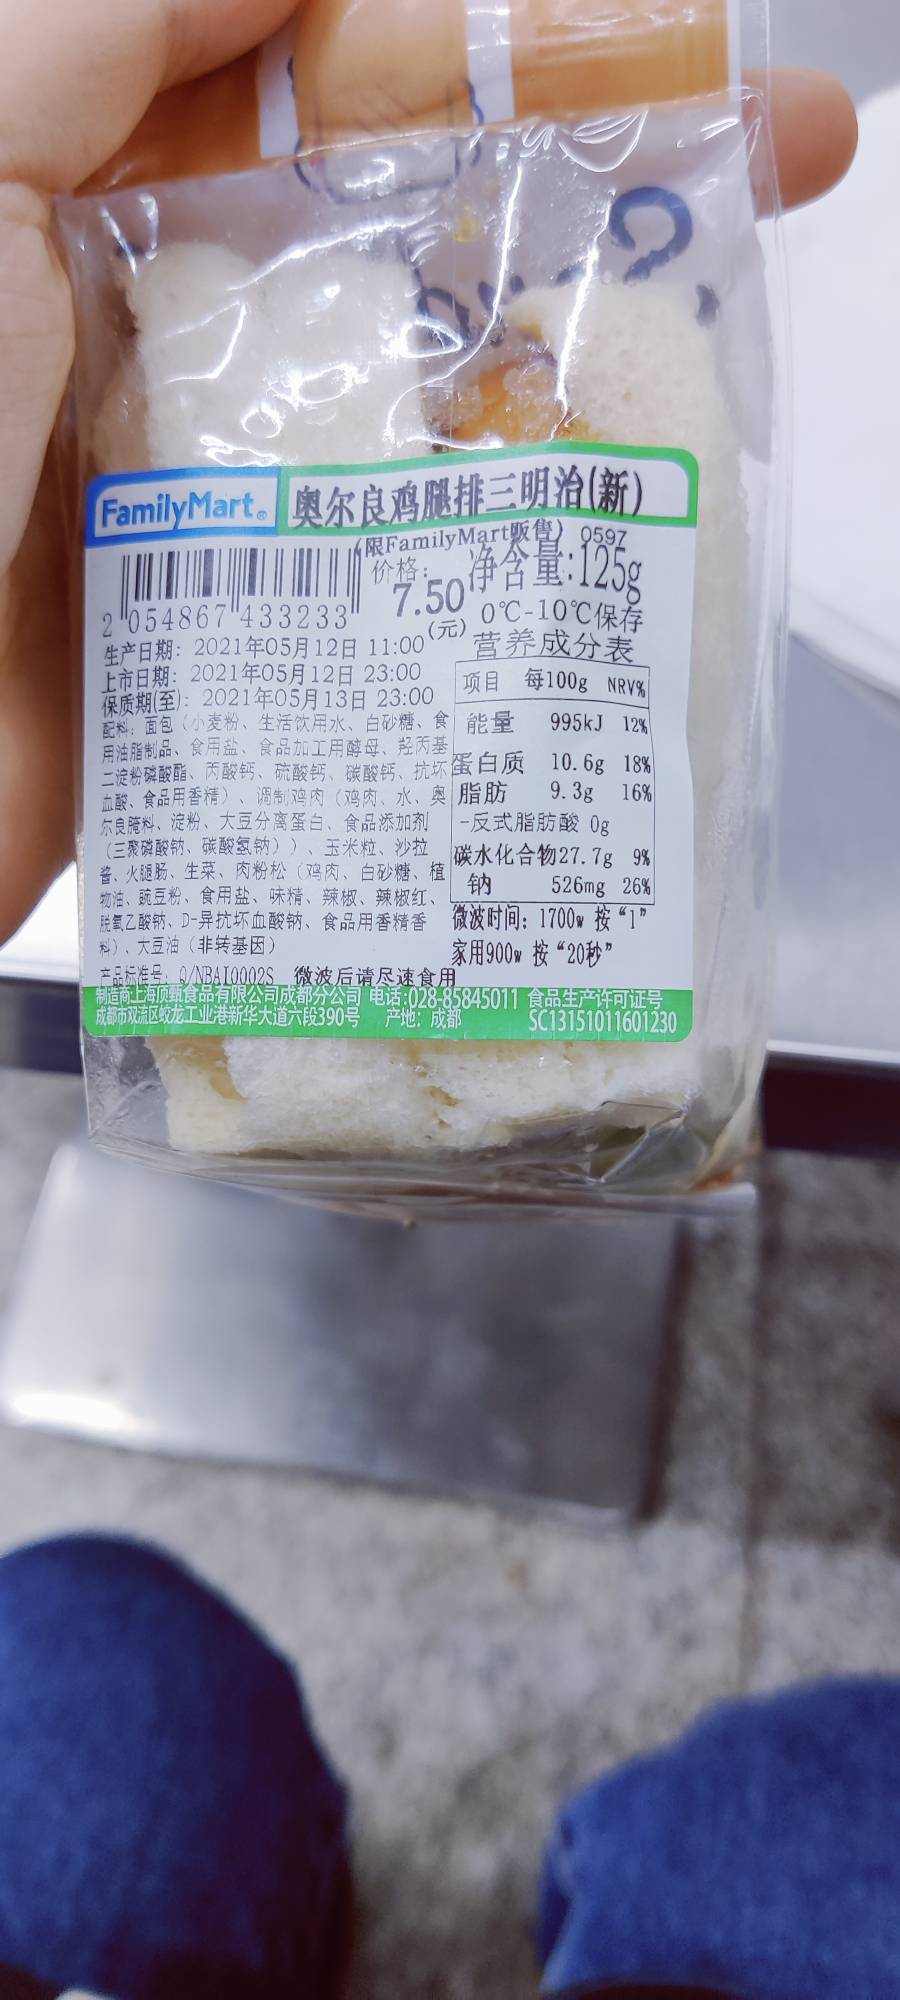 FamilyMart
奥尔良鸡腿排三明治(新)
(限FamilyMart贩售) 0597
价格: 7.50 (元)
净含量:125g
2 054867 433233
0℃-10℃保存
生产日期: 2021年05月12日 11:00
上市日期: 2021年05月12日 23:00
保质期(至): 2021年05月13日 23:00
配料: 面包(小麦粉、生活饮用水、白砂糖、食
用油脂制品、食用盐、食品加工用酵母、羟丙基
二淀粉磷酸酯、丙酸钙、硫酸钙、碳酸钙、抗坏
血酸、食品用香精)、调制鸡肉(鸡肉、水、奥
尔良腌料、淀粉、大豆分离蛋白、食品添加剂
(三聚磷酸钠、碳酸氢钠))、玉米粒、沙拉
酱、火腿肠、生菜、肉粉松(鸡肉、白砂糖、植
物油、豌豆粉、食用盐、味精、辣椒、辣椒红、
脱氧乙酸钠、D-异抗坏血酸钠、食品用香精香
料)、大豆油(非转基因)
产品标准号: Q/NBAI0002S 微波后请尽速食用
营养成分表
项目 每100g NRV%
能量 995kJ 12%
蛋白质 10.6g 18%
脂肪 9.3g 16%
-反式脂肪酸 0g
碳水化合物 27.7g 9%
钠 526mg 26%
微波时间: 1700w 按“1”
家用900w 按“20秒”
制造商上海顶甄食品有限公司成都分公司 电话:028-85845011 食品生产许可证号
成都市双流区蛟龙工业港新华大道六段390号 产地: 成都 SC13151011601230